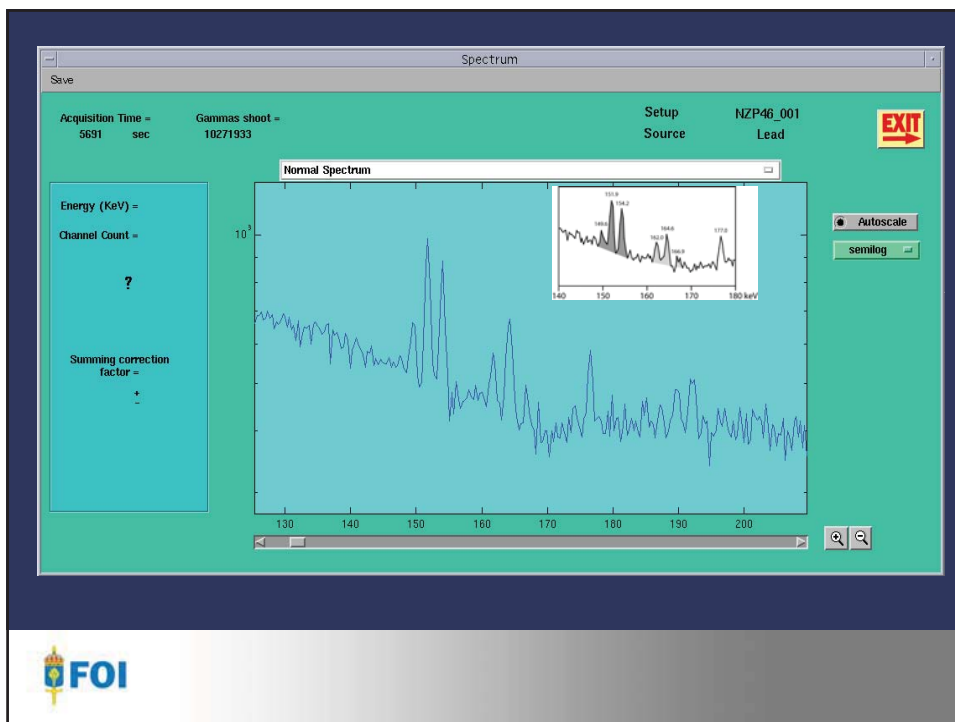 Spectrum
Save
Acquisition Time =
5691 sec
Gammas shoot =
10271933
Setup NZP46_001
Source Lead
EXIT
Normal Spectrum
Energy (KeV) =
Channel Count =
?
Summing correction
factor =
+
-
10³
151.9
154.2
149.6
162.0
164.6
166.9
177.0
140 150 160 170 180 keV
Autoscale
semilog
130 140 150 160 170 180 190 200
FOI